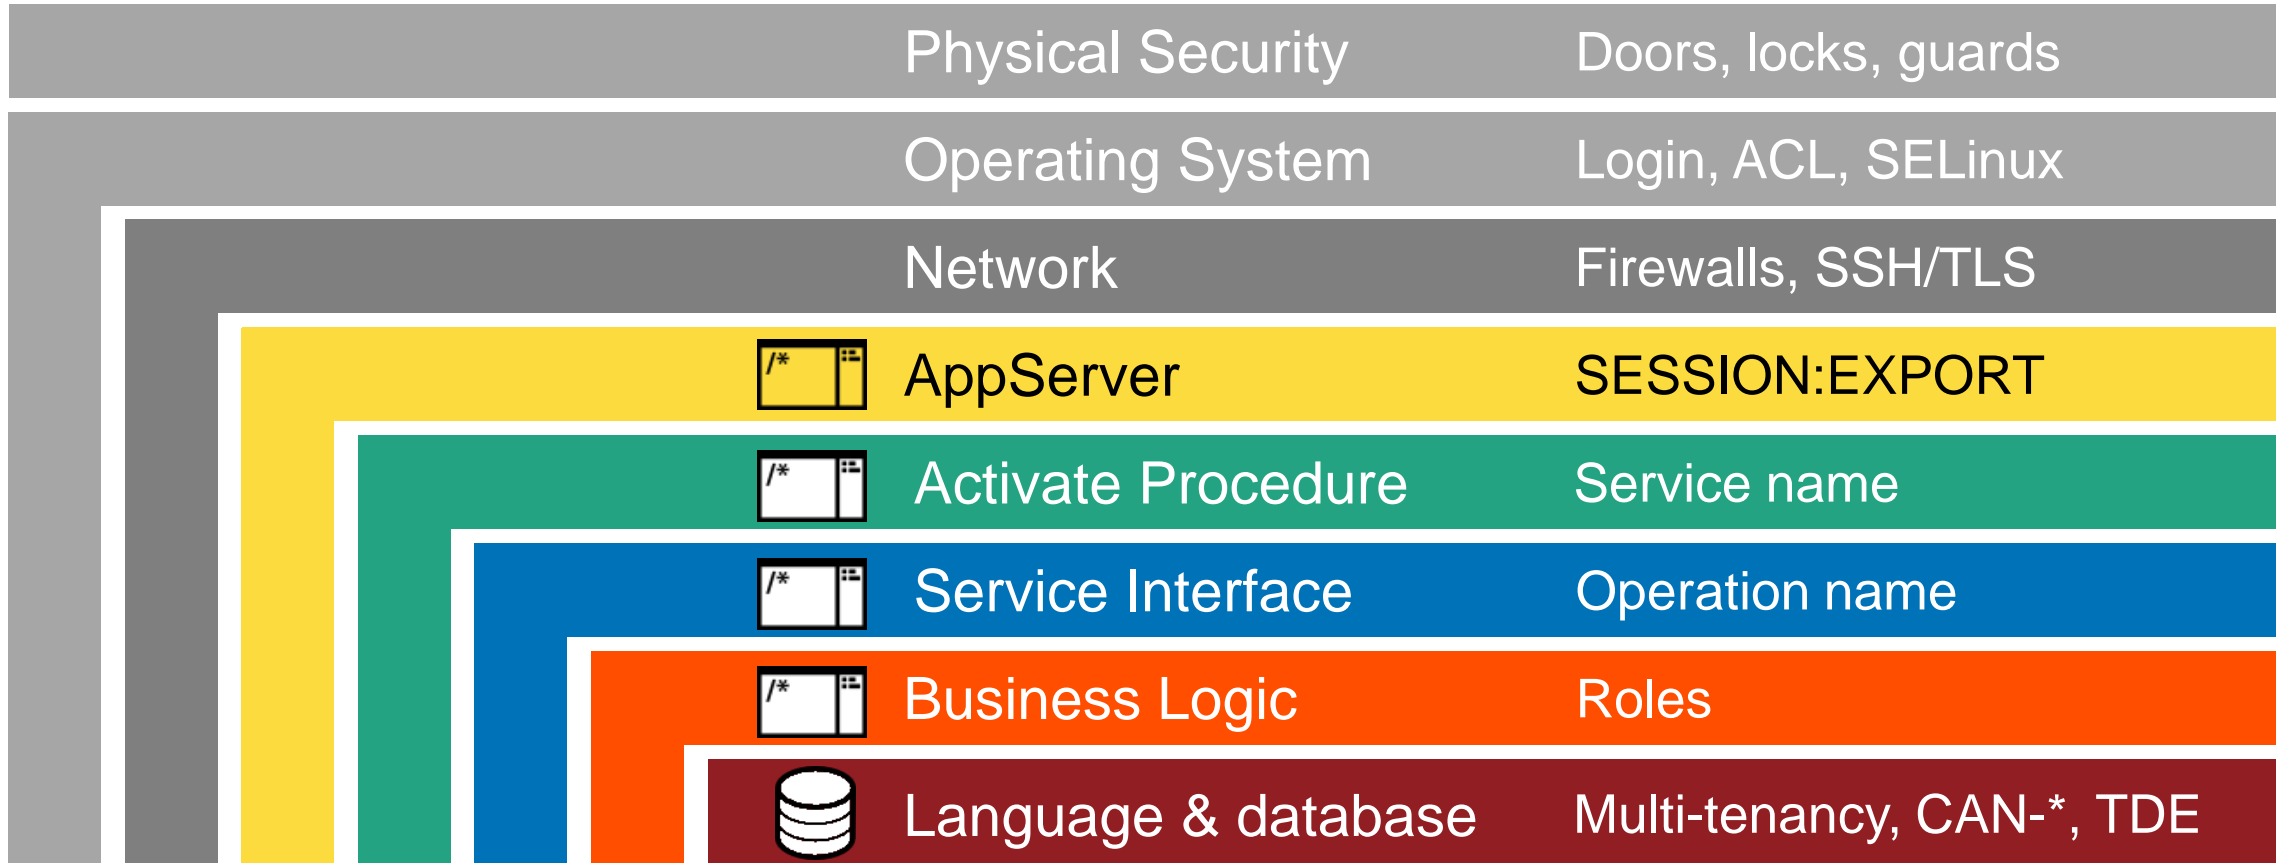 Physical Security Doors, locks, guards
Operating System Login, ACL, SELinux
Network Firewalls, SSH/TLS
/* AppServer SESSION:EXPORT
/* Activate Procedure Service name
/* Service Interface Operation name
/* Business Logic Roles
Language & database Multi-tenancy, CAN-*, TDE